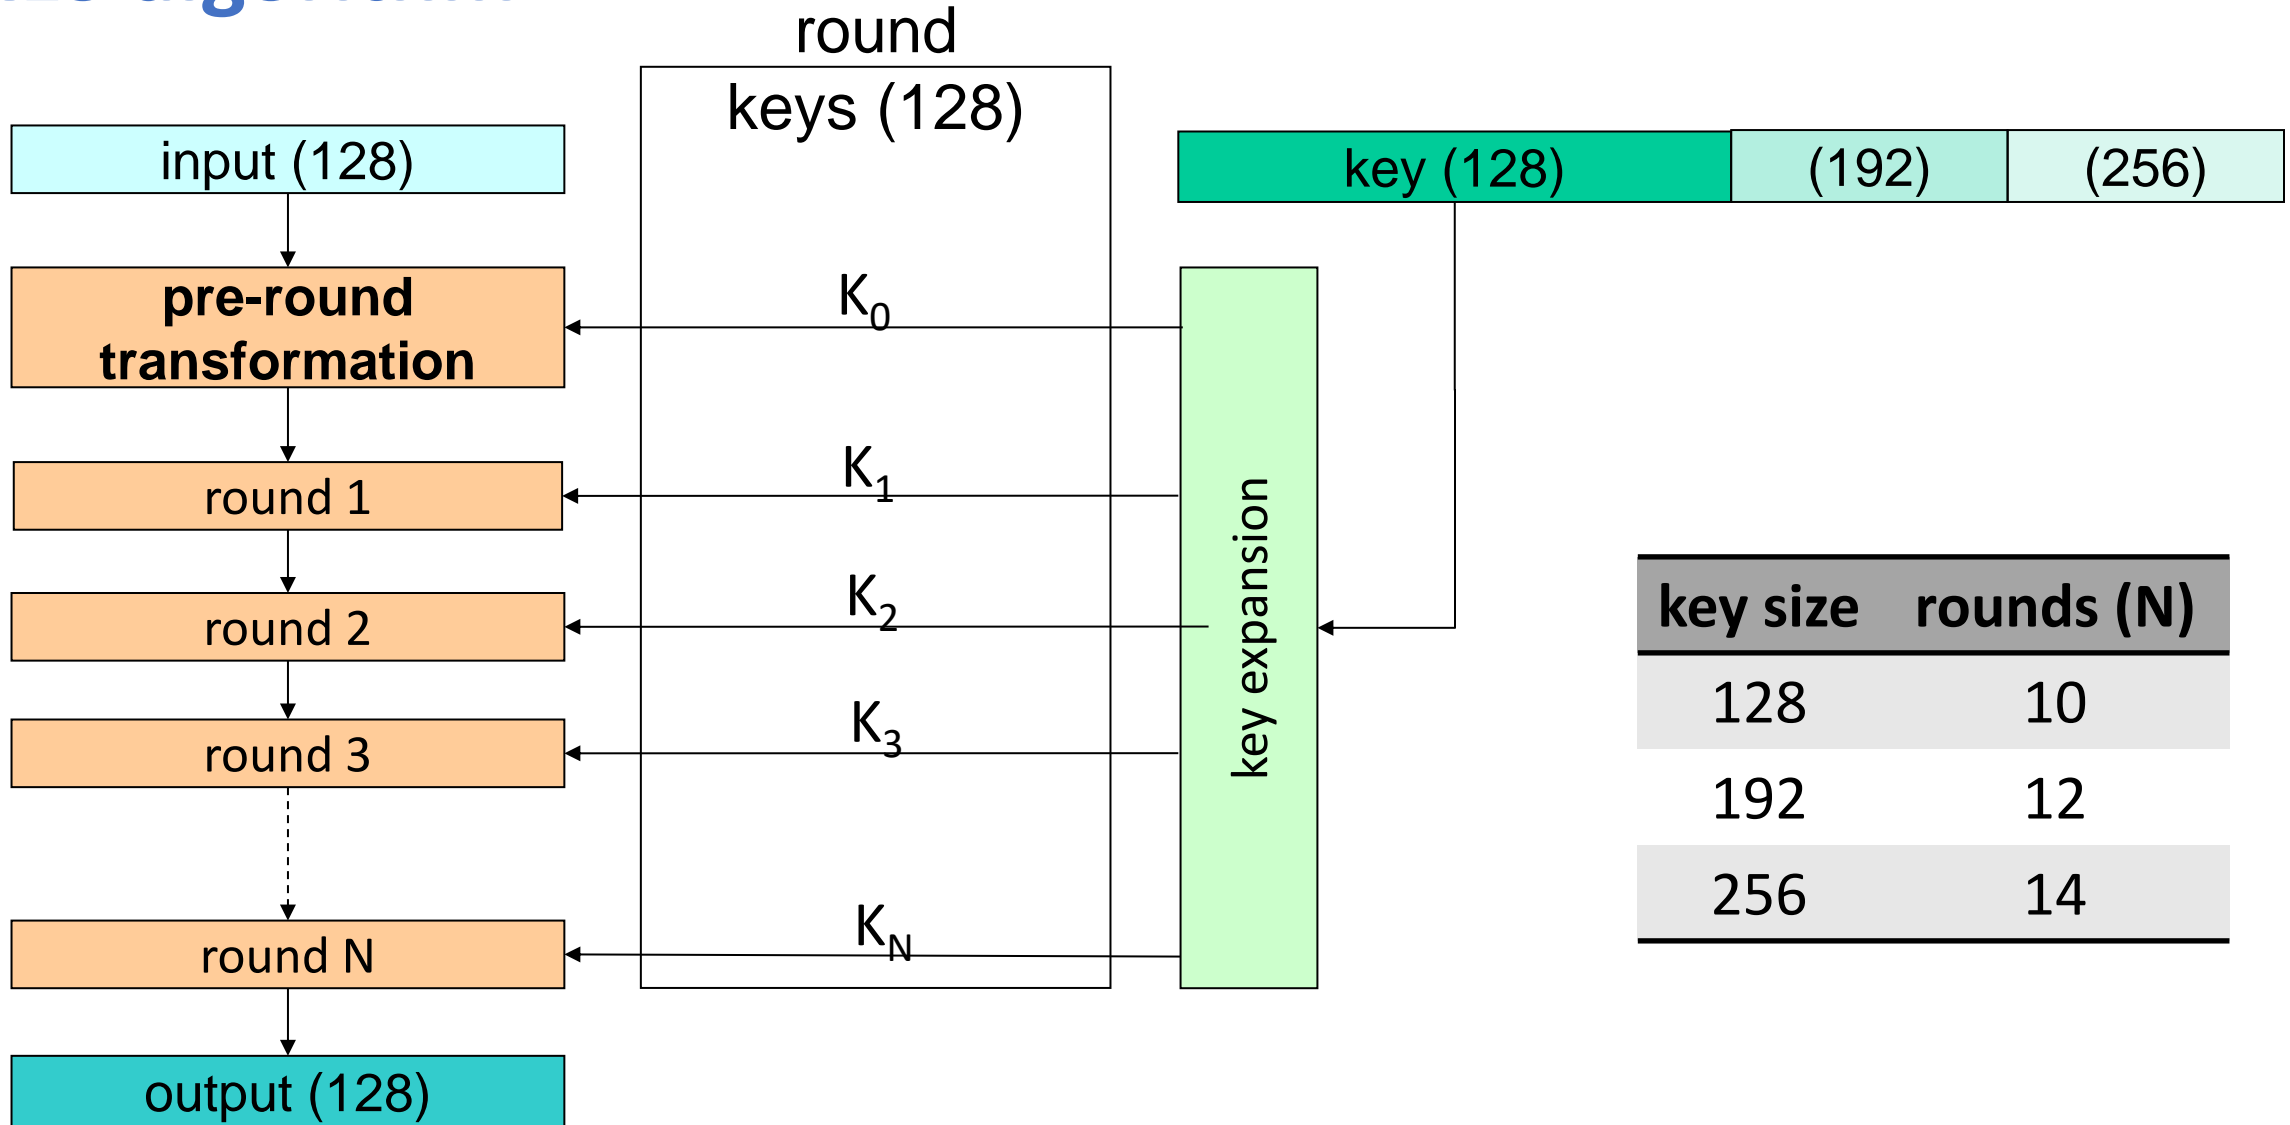 algorithm
round
keys (128)
input (128)
key (128)
(192)
(256)
pre-round
transformation
K0
round 1
K1
round 2
K2
round 3
K3
round N
KN
output (128)
key expansion
key size rounds (N)
128 10
192 12
256 14